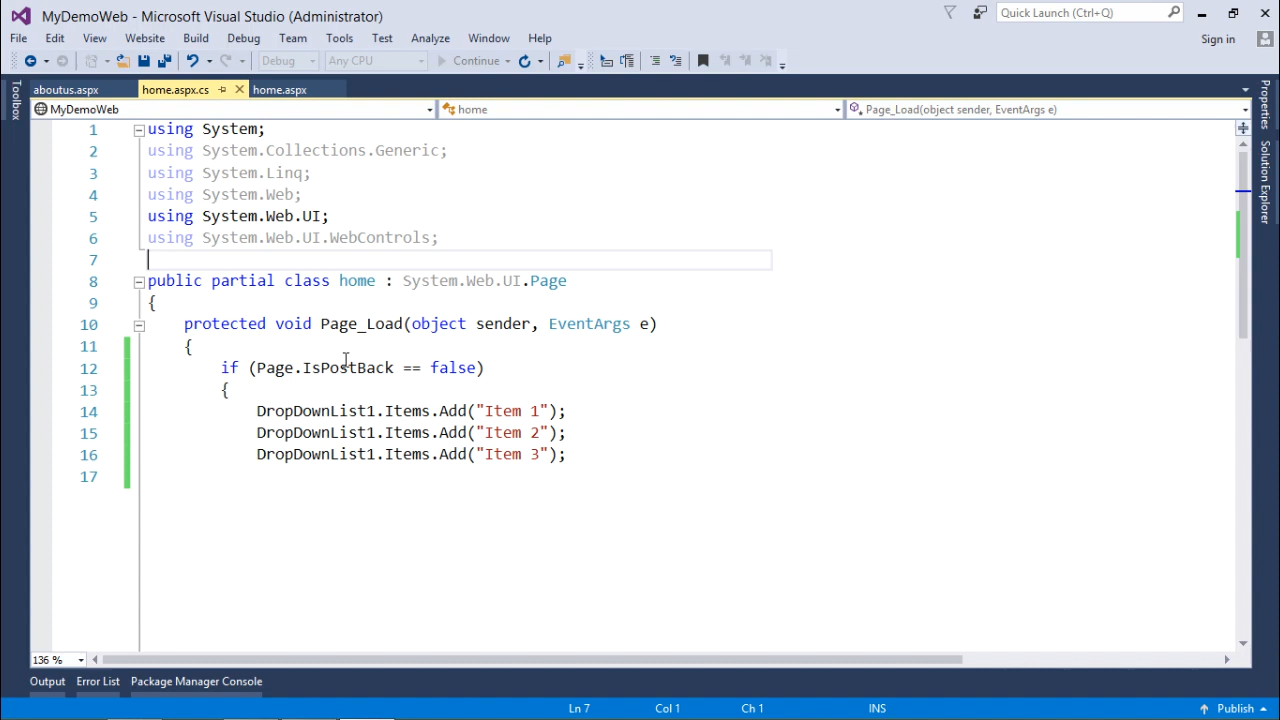 MyDemoWeb - Microsoft Visual Studio (Administrator)
Quick Launch (Ctrl+Q)
File Edit View Website Build Debug Team Tools Test Analyze Window Help
Sign in
Debug Any CPU Continue
Toolbox
aboutus.aspx home.aspx.cs home.aspx
Properties
Solution Explorer
MyDemoWeb home Page_Load(object sender, EventArgs e)
1 using System;
2 using System.Collections.Generic;
3 using System.Linq;
4 using System.Web;
5 using System.Web.UI;
6 using System.Web.UI.WebControls;
7
8 public partial class home : System.Web.UI.Page
9 {
10 protected void Page_Load(object sender, EventArgs e)
11 {
12 if (Page.IsPostBack == false)
13 {
14 DropDownList1.Items.Add("Item 1");
15 DropDownList1.Items.Add("Item 2");
16 DropDownList1.Items.Add("Item 3");
17
136 %
Output Error List Package Manager Console
Ln 7 Col 1 Ch 1 INS Publish